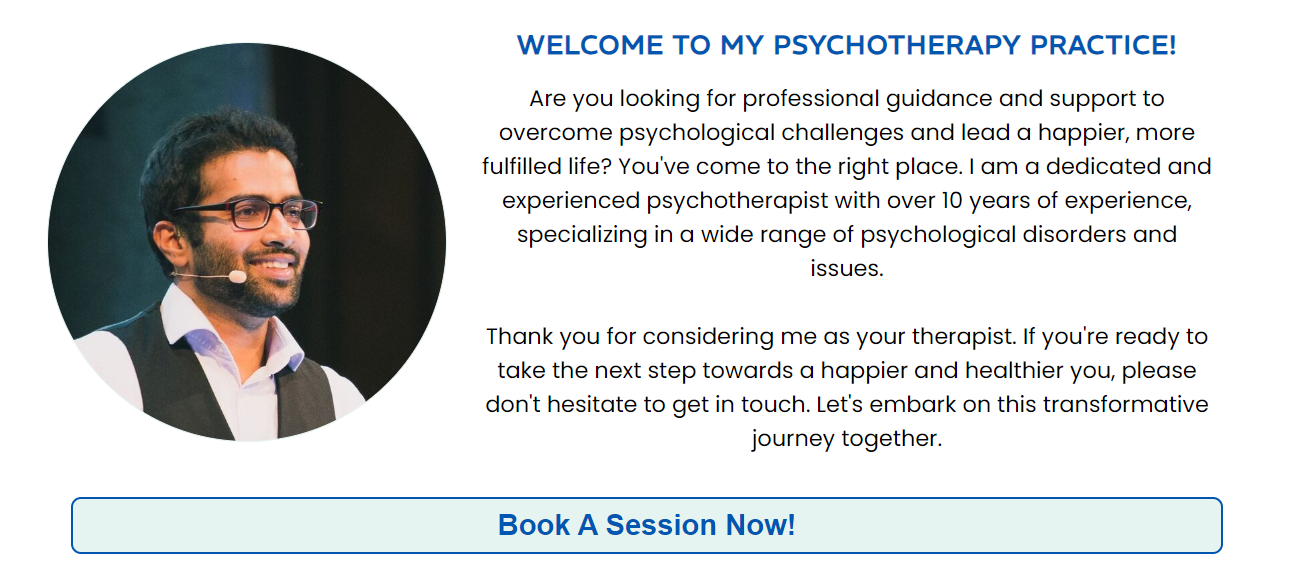 WELCOME TO MY PSYCHOTHERAPY PRACTICE!
Are you looking for professional guidance and support to
overcome psychological challenges and lead a happier, more
fulfilled life? You've come to the right place. I am a dedicated and
experienced psychotherapist with over 10 years of experience,
specializing in a wide range of psychological disorders and
issues.
Thank you for considering me as your therapist. If you're ready to
take the next step towards a happier and healthier you, please
don't hesitate to get in touch. Let's embark on this transformative
journey together.
Book A Session Now!